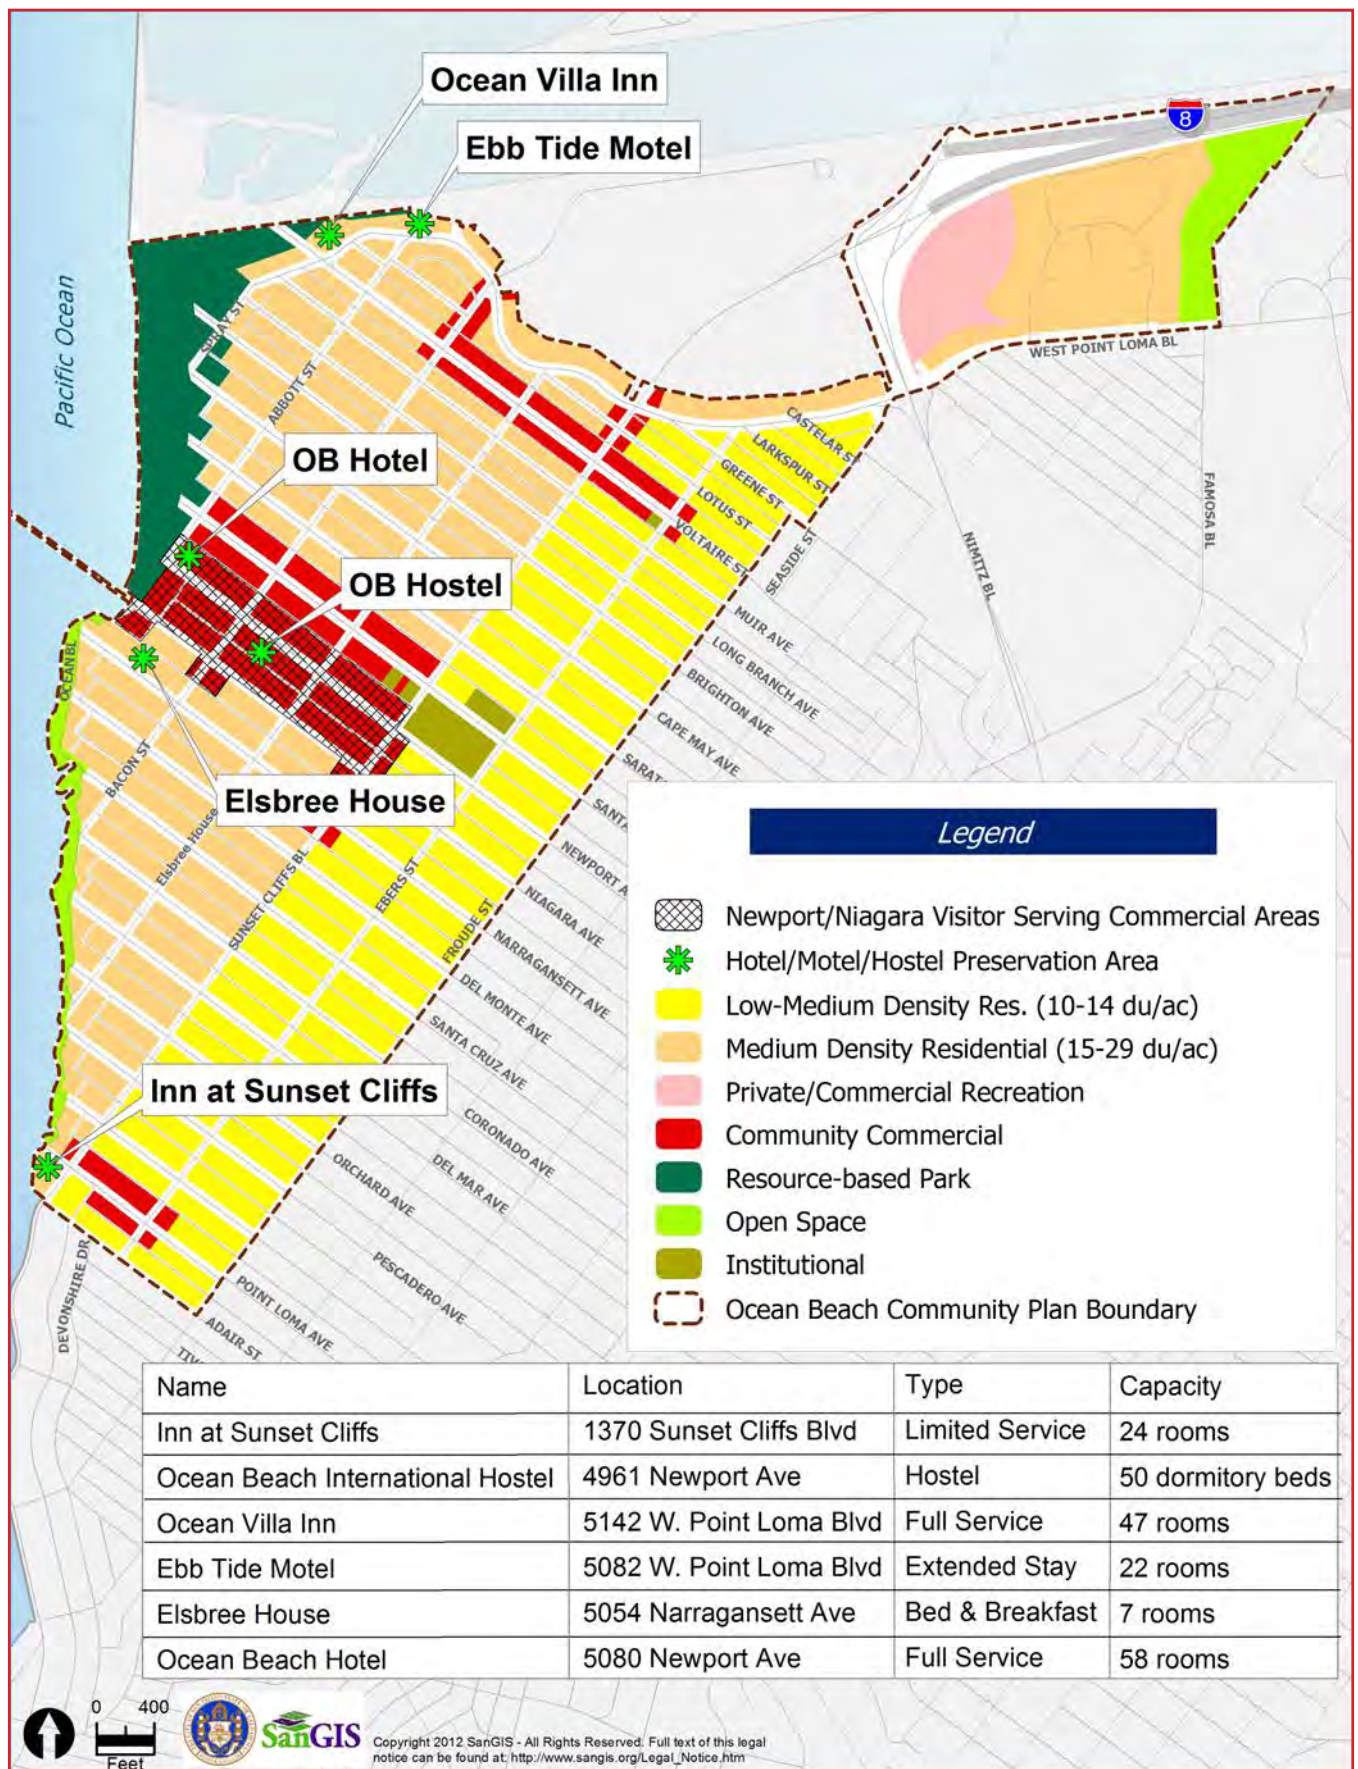 Ocean Villa Inn
Ebb Tide Motel
8
Pacific Ocean
SPRAY ST
ABBOTT ST
WEST POINT LOMA BL
CASTELAR ST
LARKSPUR ST
GREENE ST
LOTUS ST
VOLTAIRE ST
SEASIDE ST
FAMOSA BL
NIMITZ BL
OB Hotel
OB Hostel
MUIR AVE
LONG BRANCH AVE
BRIGHTON AVE
CAPE MAY AVE
OCEAN BL
BACON ST
Elsbree House
Elsbree House
SUNSET CLIFFS BL
EBERS ST
FROUDE ST
NEWPORT A
NIAGARA AVE
NARRAGANSETT AVE
DEL MONTE AVE
SANTA CRUZ AVE
CORONADO AVE
DEL MAR AVE
ORCHARD AVE
PESCADERO AVE
POINT LOMA AVE
ADAIR ST
DEVONSHIRE DR
Inn at Sunset Cliffs
Legend
Newport/Niagara Visitor Serving Commercial Areas
Hotel/Motel/Hostel Preservation Area
Low-Medium Density Res. (10-14 du/ac)
Medium Density Residential (15-29 du/ac)
Private/Commercial Recreation
Community Commercial
Resource-based Park
Open Space
Institutional
Ocean Beach Community Plan Boundary
Name Location Type Capacity
Inn at Sunset Cliffs 1370 Sunset Cliffs Blvd Limited Service 24 rooms
Ocean Beach International Hostel 4961 Newport Ave Hostel 50 dormitory beds
Ocean Villa Inn 5142 W. Point Loma Blvd Full Service 47 rooms
Ebb Tide Motel 5082 W. Point Loma Blvd Extended Stay 22 rooms
Elsbree House 5054 Narragansett Ave Bed & Breakfast 7 rooms
Ocean Beach Hotel 5080 Newport Ave Full Service 58 rooms
0 400
Feet
SanGIS
Copyright 2012 SanGIS - All Rights Reserved. Full text of this legal
notice can be found at: http://www.sangis.org/Legal_Notice.htm